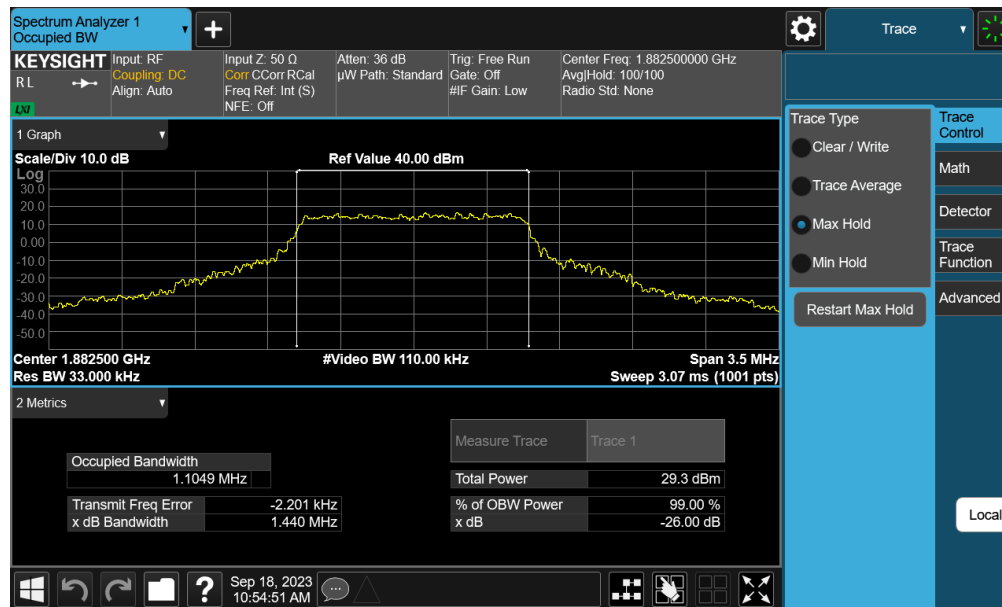 Spectrum Analyzer 1
Occupied BW
Trace
KEYSIGHT
R L
LXI
Input: RF
Coupling: DC
Align: Auto
Input Z: 50 Ω
Corr CCorr RCal
Freq Ref: Int (S)
NFE: Off
Atten: 36 dB
µW Path: Standard
Trig: Free Run
Gate: Off
#IF Gain: Low
Center Freq: 1.882500000 GHz
Avg|Hold: 100/100
Radio Std: None
1 Graph
Scale/Div 10.0 dB
Ref Value 40.00 dBm
Log
30.0
20.0
10.0
0.00
-10.0
-20.0
-30.0
-40.0
-50.0
Center 1.882500 GHz
#Video BW 110.00 kHz
Span 3.5 MHz
Res BW 33.000 kHz
Sweep 3.07 ms (1001 pts)
2 Metrics
Measure Trace
Trace 1
Occupied Bandwidth
1.1049 MHz
Total Power
29.3 dBm
Transmit Freq Error
-2.201 kHz
% of OBW Power
99.00 %
x dB Bandwidth
1.440 MHz
x dB
-26.00 dB
Trace Type
Clear / Write
Trace Average
Max Hold
Min Hold
Restart Max Hold
Trace
Control
Math
Detector
Trace
Function
Advanced
Local
?
Sep 18, 2023
10:54:51 AM